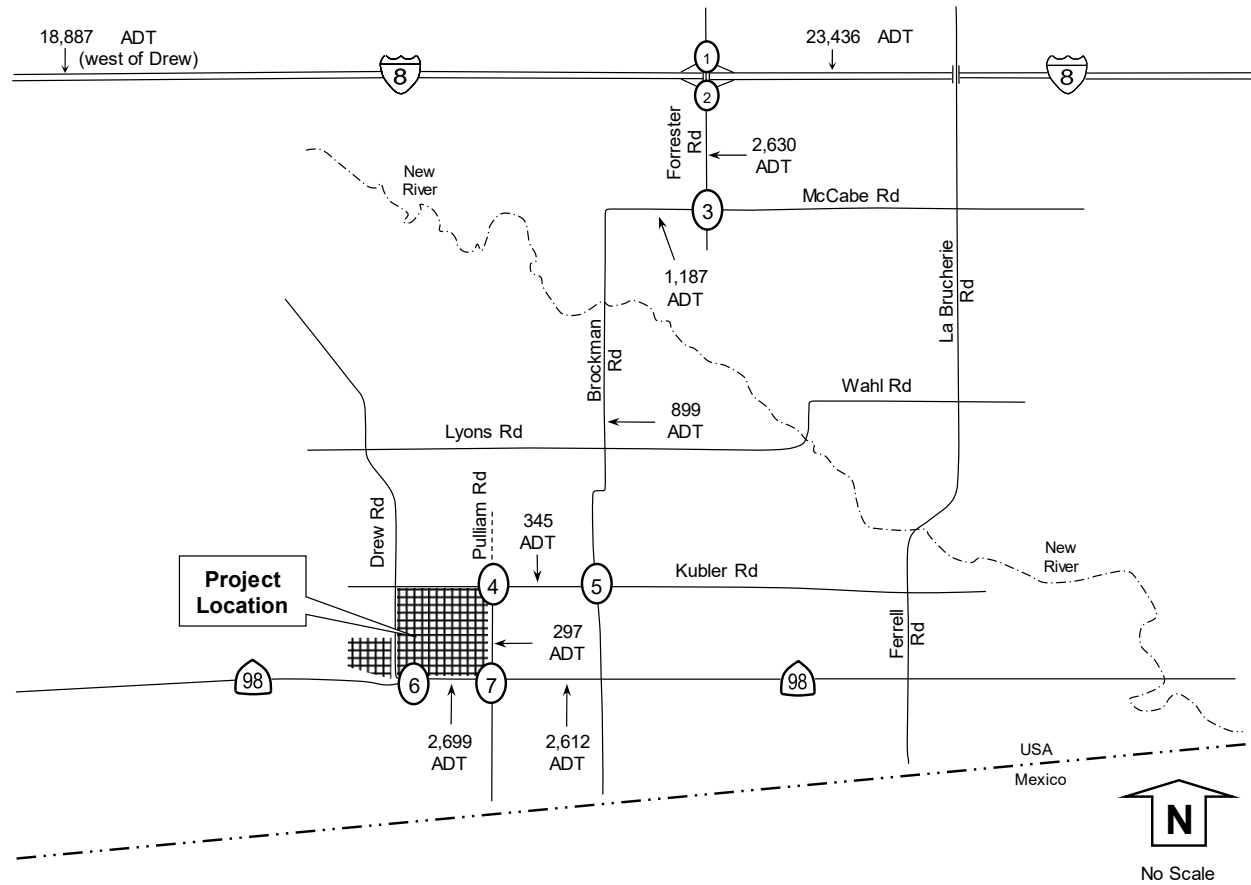 18,887 ADT
(west of Drew)
23,436 ADT
8
8
1
2
Forrester
Rd
2,630
ADT
New
River
McCabe Rd
3
1,187
ADT
La Brucherie
Rd
Brockman
Rd
Wahl Rd
899
ADT
Lyons Rd
Drew Rd
Pulliam Rd
345
ADT
New
River
Project
Location
4
5
Kubler Rd
297
ADT
Ferrell
Rd
98
6
7
98
2,699
ADT
2,612
ADT
USA
Mexico
N
No Scale